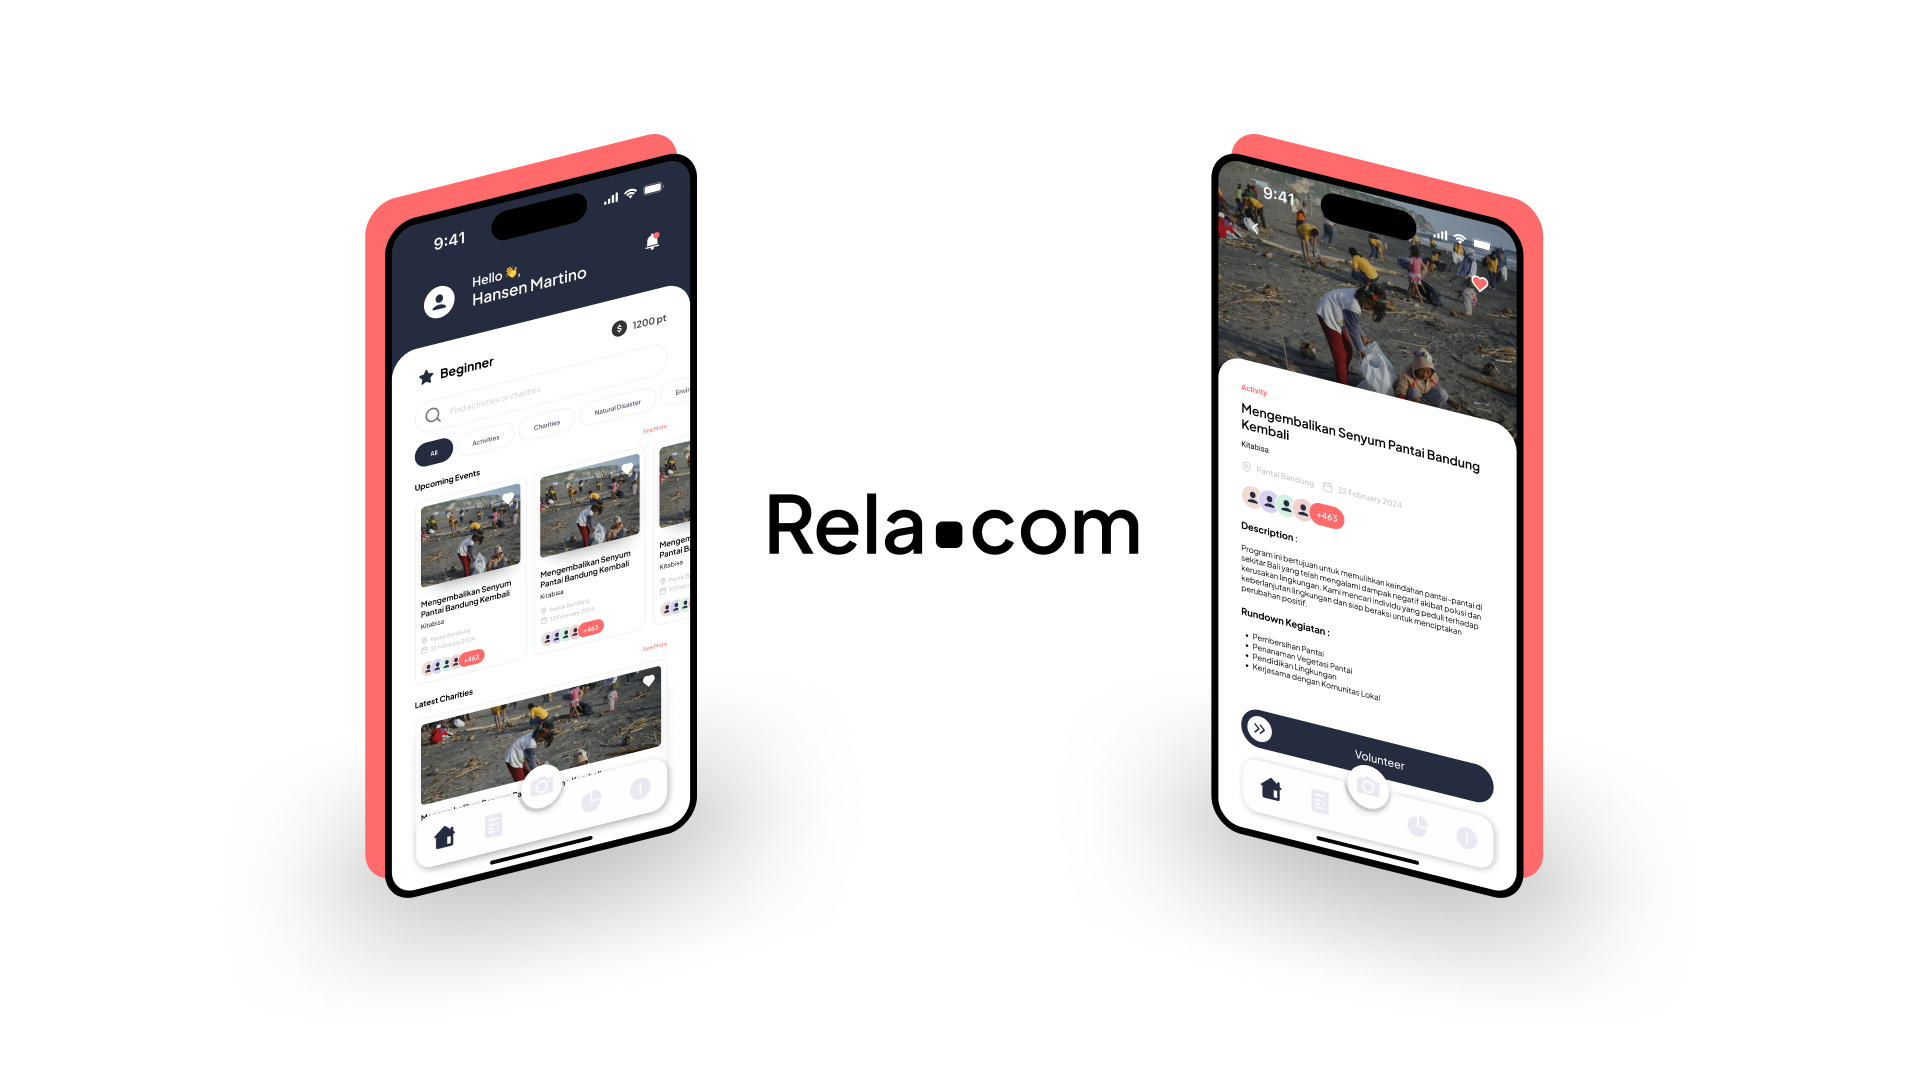 9:41
Hello 👋,
Hansen Martino
$ 1200 pt
Beginner
Find activities or charities
All
Activities
Charities
Natural Disaster
See More
Upcoming Events
Mengembalikan Senyum
Pantai Bandung Kembali
Kitabisa
Pantai Bandung
32 February 2024
+463
Mengembalikan Senyum
Pantai Bandung Kembali
Kitabisa
Pantai Bandung
32 February 2024
+463
Kitabisa
See More
Latest Charities
Rela.com
9:41
Activity
Mengembalikan Senyum Pantai Bandung
Kembali
Kitabisa
Pantai Bandung
32 February 2024
+463
Description :
Program ini bertujuan untuk memulihkan keindahan pantai-pantai di
sekitar Bali yang telah mengalami dampak negatif akibat polusi dan
kerusakan lingkungan. Kami mencari individu yang peduli terhadap
keberlanjutan lingkungan dan siap beraksi untuk menciptakan
perubahan positif.
Rundown Kegiatan :
• Pembersihan Pantai
• Penanaman Vegetasi Pantai
• Pendidikan Lingkungan
• Kerjasama dengan Komunitas Lokal
Volunteer